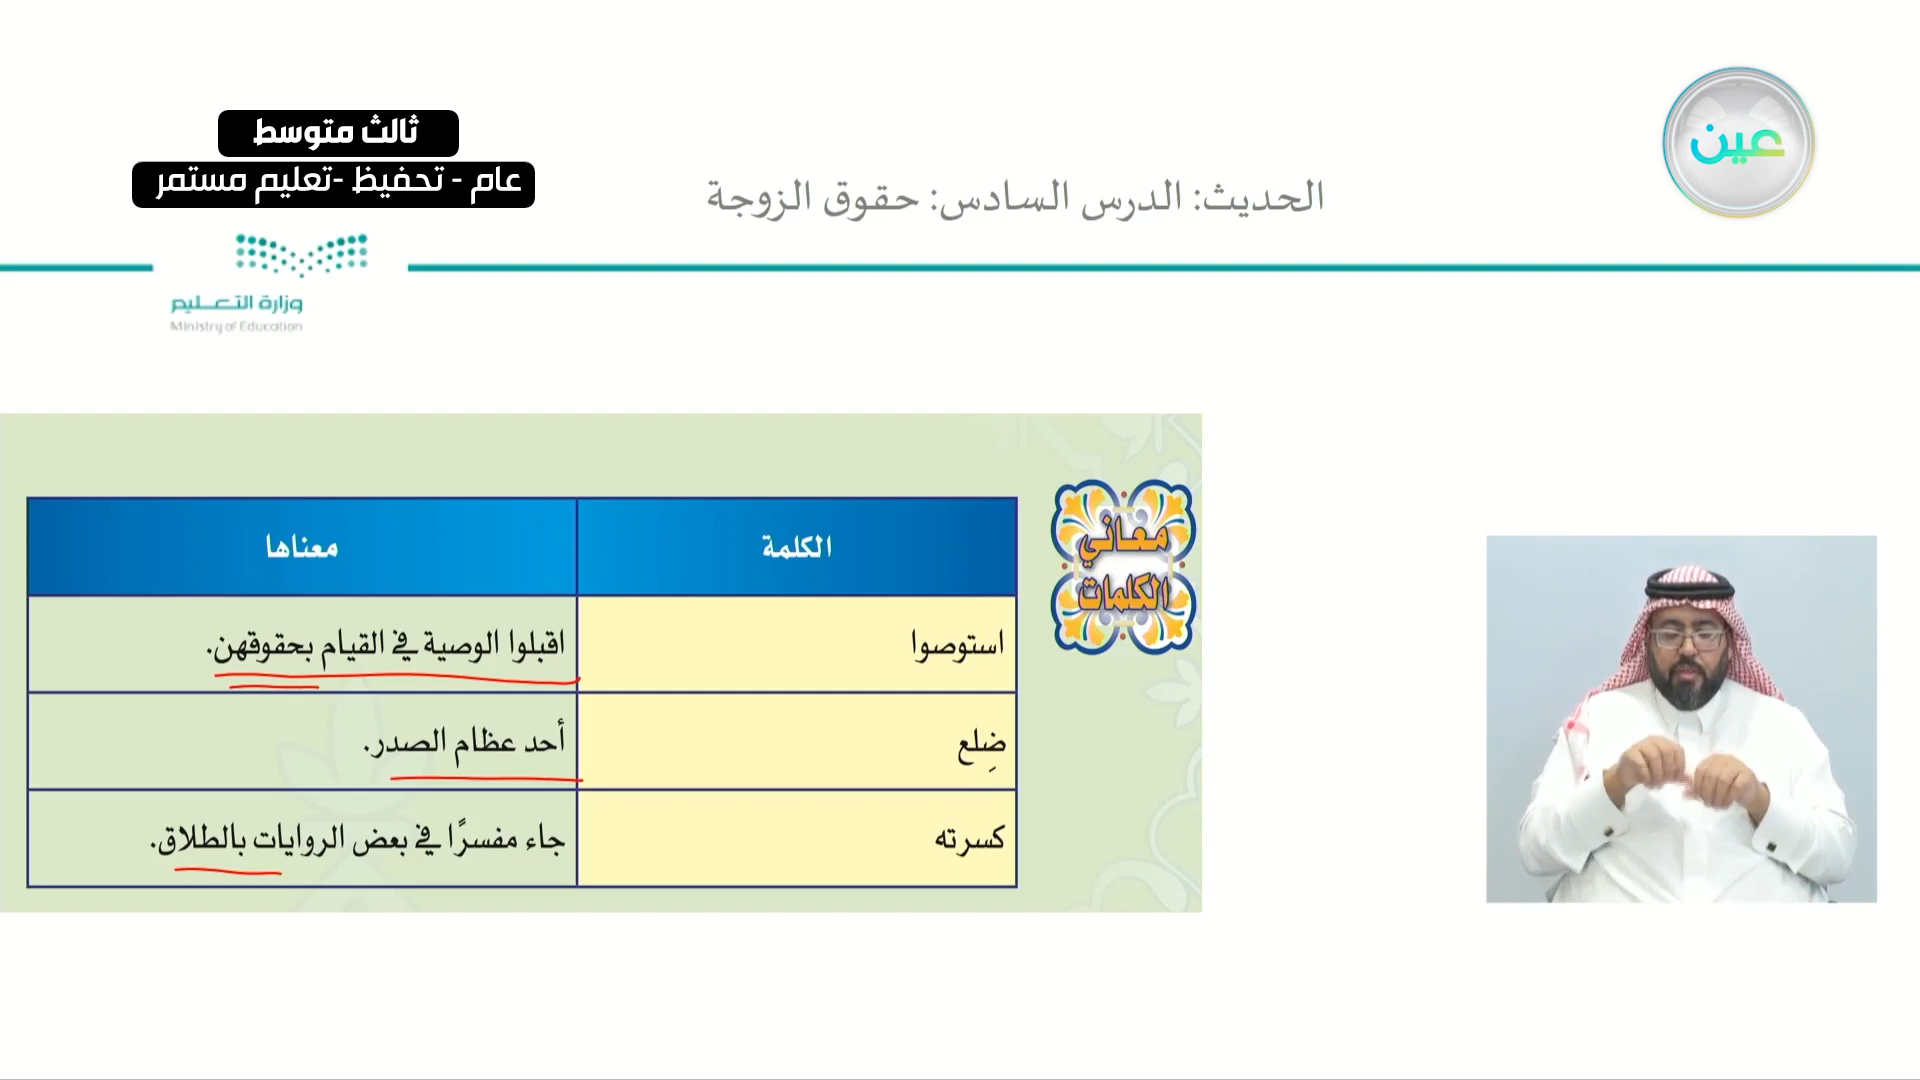 عين
ثالث متوسط
عام - تحفيظ -تعليم مستمر
الحديث: الدرس السادس: حقوق الزوجة
وزارة التعـــليم
Ministry of Education
معاني
الكلمات
الكلمة معناها
استوصوا اقبلوا الوصية في القيام بحقوقهن.
ضِلع أحد عظام الصدر.
كسرته جاء مفسرًا في بعض الروايات بالطلاق.